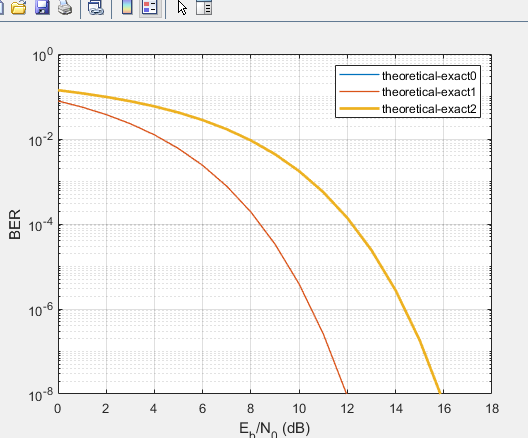 10^0
theoretical-exact0
theoretical-exact1
theoretical-exact2
10^-2
BER
10^-4
10^-6
10^-8
0 2 4 6 8 10 12 14 16 18
E_b/N_0 (dB)